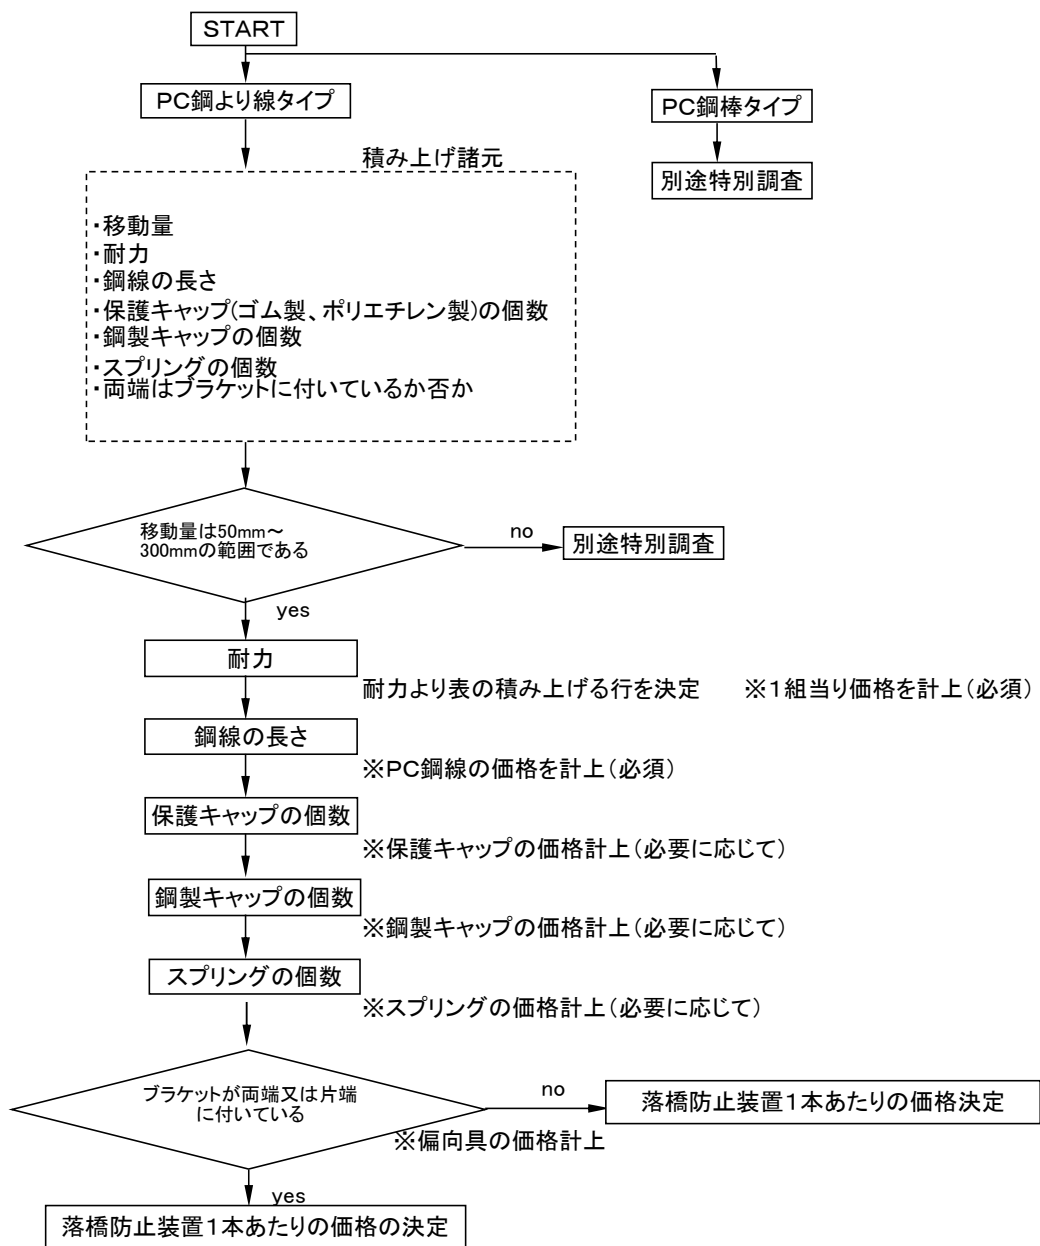 START
PC鋼より線タイプ
PC鋼棒タイプ
積み上げ諸元
別途特別調査
・移動量
・耐力
・鋼線の長さ
・保護キャップ(ゴム製、ポリエチレン製)の個数
・鋼製キャップの個数
・スプリングの個数
・両端はブラケットに付いているか否か
移動量は50mm～
300mmの範囲である
no
別途特別調査
yes
耐力
耐力より表の積み上げる行を決定　※1組当り価格を計上(必須)
鋼線の長さ
※PC鋼線の価格を計上(必須)
保護キャップの個数
※保護キャップの価格計上(必要に応じて)
鋼製キャップの個数
※鋼製キャップの価格計上(必要に応じて)
スプリングの個数
※スプリングの価格計上(必要に応じて)
ブラケットが両端又は片端
に付いている
no
落橋防止装置1本あたりの価格決定
※偏向具の価格計上
yes
落橋防止装置1本あたりの価格の決定